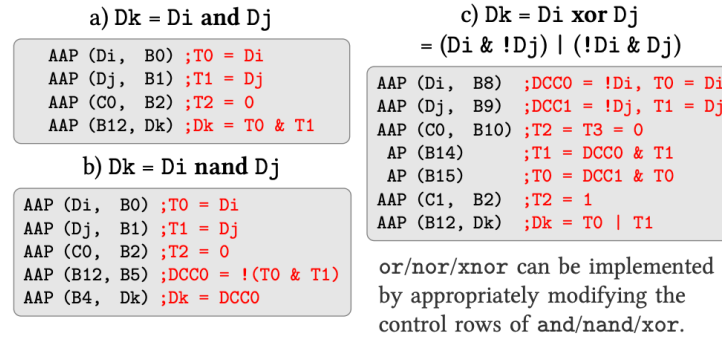 a) Dk = Di and Dj
AAP (Di, B0) ;T0 = Di
AAP (Dj, B1) ;T1 = Dj
AAP (C0, B2) ;T2 = 0
AAP (B12, Dk) ;Dk = T0 & T1
b) Dk = Di nand Dj
AAP (Di, B0) ;T0 = Di
AAP (Dj, B1) ;T1 = Dj
AAP (C0, B2) ;T2 = 0
AAP (B12, B5) ;DCC0 = !(T0 & T1)
AAP (B4, Dk) ;Dk = DCC0
c) Dk = Di xor Dj
= (Di & !Dj) | (!Di & Dj)
AAP (Di, B8) ;DCC0 = !Di, T0 = Di
AAP (Dj, B9) ;DCC1 = !Dj, T1 = Dj
AAP (C0, B10) ;T2 = T3 = 0
AP (B14) ;T1 = DCC0 & T1
AP (B15) ;T0 = DCC1 & T0
AAP (C1, B2) ;T2 = 1
AAP (B12, Dk) ;Dk = T0 | T1
or/nor/xnor can be implemented
by appropriately modifying the
control rows of and/nand/xor.